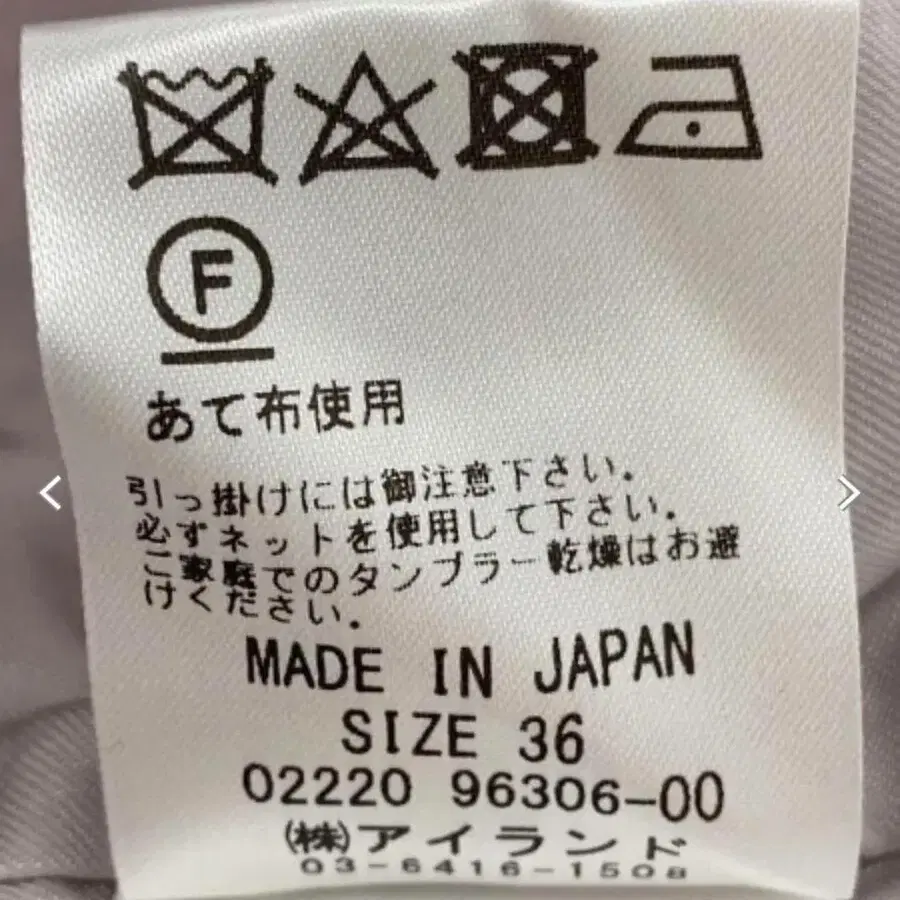 F
あて布使用
引っ掛けには御注意下さい.
必ずネットを使用して下さい.
ご家庭でのタンブラー乾燥はお避
けください.
MADE IN JAPAN
SIZE 36
02220 96306-00
㈱アイランド
03-6416-1508